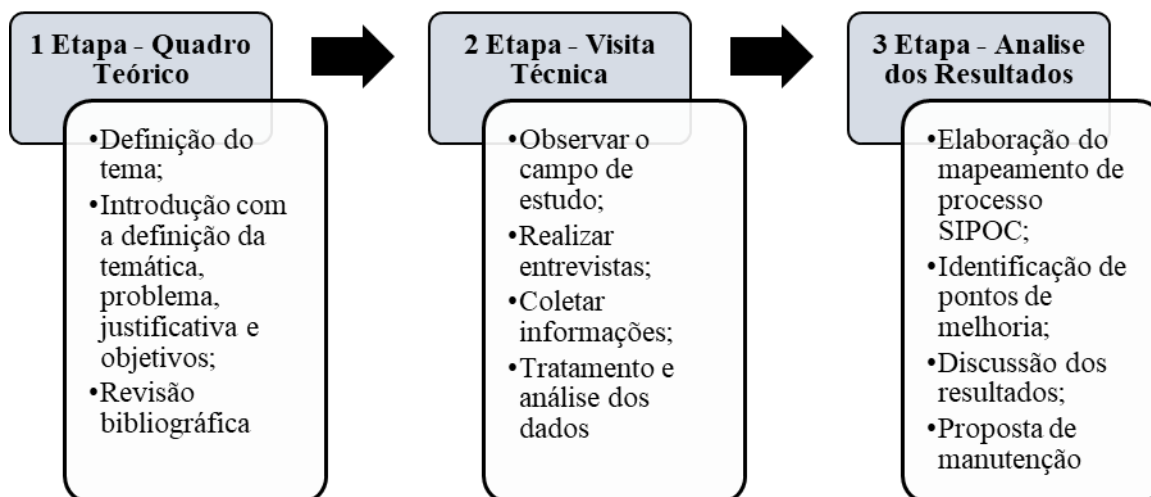 1 Etapa - Quadro
Teórico
•Definição do
tema;
•Introdução com
a definição da
temática,
problema,
justificativa e
objetivos;
•Revisão
bibliográfica
2 Etapa - Visita
Técnica
•Observar o
campo de
estudo;
•Realizar
entrevistas;
•Coletar
informações;
•Tratamento e
análise dos
dados
3 Etapa - Analise
dos Resultados
•Elaboração do
mapeamento de
processo
SIPOC;
•Identificação de
pontos de
melhoria;
•Discussão dos
resultados;
•Proposta de
manutenção